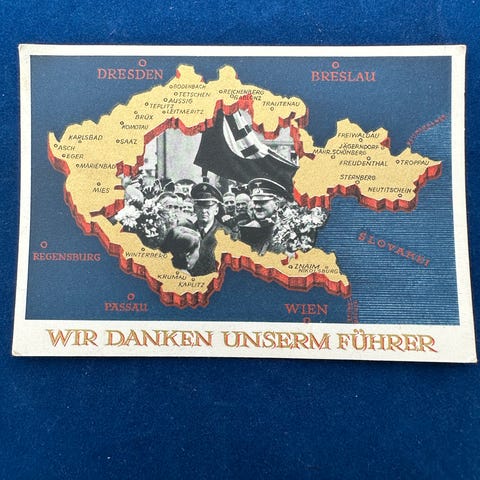 DRESDEN
BRESLAU
BODENBACH
TETSCHEN
AUSSIG
TEPLITZ
LEITMERITZ
BRÜX
KOMOTAU
SAAZ
REICHENBERG
GABLONZ
TRAUTENAU
KARLSBAD
ASCH
EGER
MARIENBAD
MIES
FREIWALDAU
JÄGERNDORF
MÄHR. SCHÖNBERG
FREUDENTHAL
TROPPAU
STERNBERG
NEUTITSCHEIN
SLOVAKEI
REGENSBURG
WINTERBERG
KRUMAU
KAPLITZ
ZNAIM
NIKOLSBURG
PASSAU
WIEN
WIR DANKEN UNSERM FÜHRER